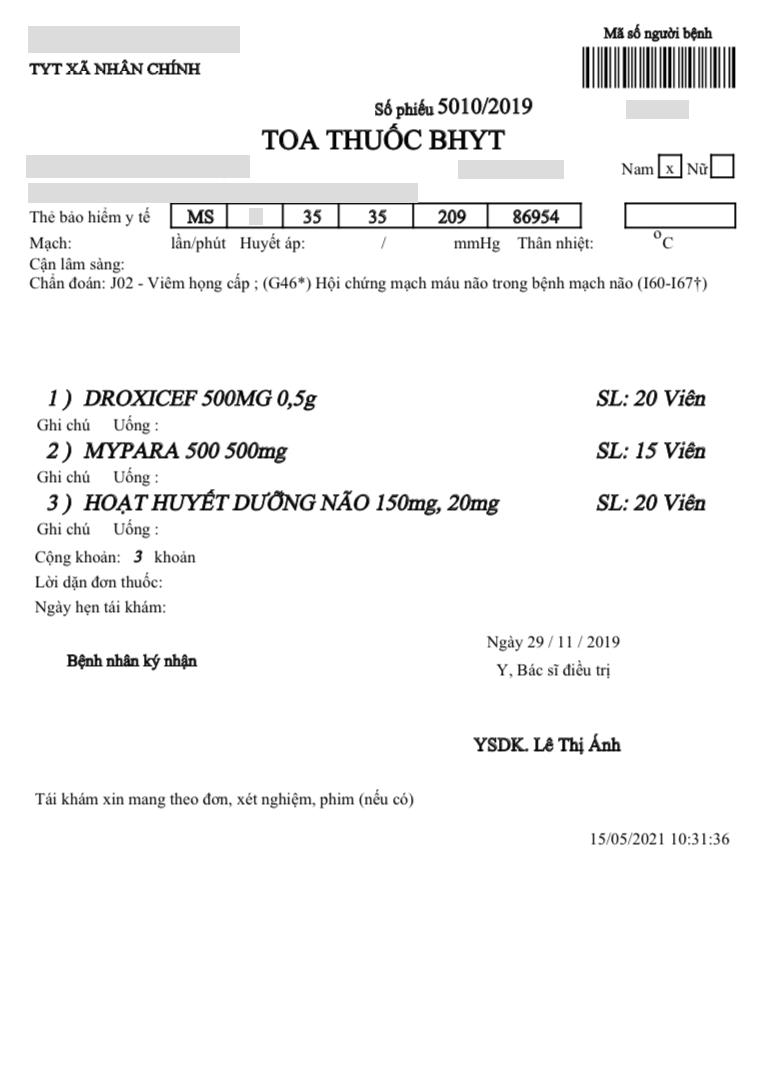 Mã số người bệnh
TYT XÃ NHÂN CHÍNH
Số phiếu 5010/2019
TOA THUỐC BHYT
Nam x Nữ
Thẻ bảo hiểm y tế MS 35 35 209 86954
Mạch: lần/phút Huyết áp: / mmHg Thân nhiệt: °C
Cận lâm sàng:
Chẩn đoán: J02 - Viêm họng cấp ; (G46*) Hội chứng mạch máu não trong bệnh mạch não (I60-I67†)
1 ) DROXICEF 500MG 0,5g SL: 20 Viên
Ghi chú Uống :
2 ) MYPARA 500 500mg SL: 15 Viên
Ghi chú Uống :
3 ) HOẠT HUYẾT DƯỠNG NÃO 150mg, 20mg SL: 20 Viên
Ghi chú Uống :
Cộng khoản: 3 khoản
Lời dặn đơn thuốc:
Ngày hẹn tái khám:
Ngày 29 / 11 / 2019
Bệnh nhân ký nhận
Y, Bác sĩ điều trị
YSDK. Lê Thị Ánh
Tái khám xin mang theo đơn, xét nghiệm, phim (nếu có)
15/05/2021 10:31:36